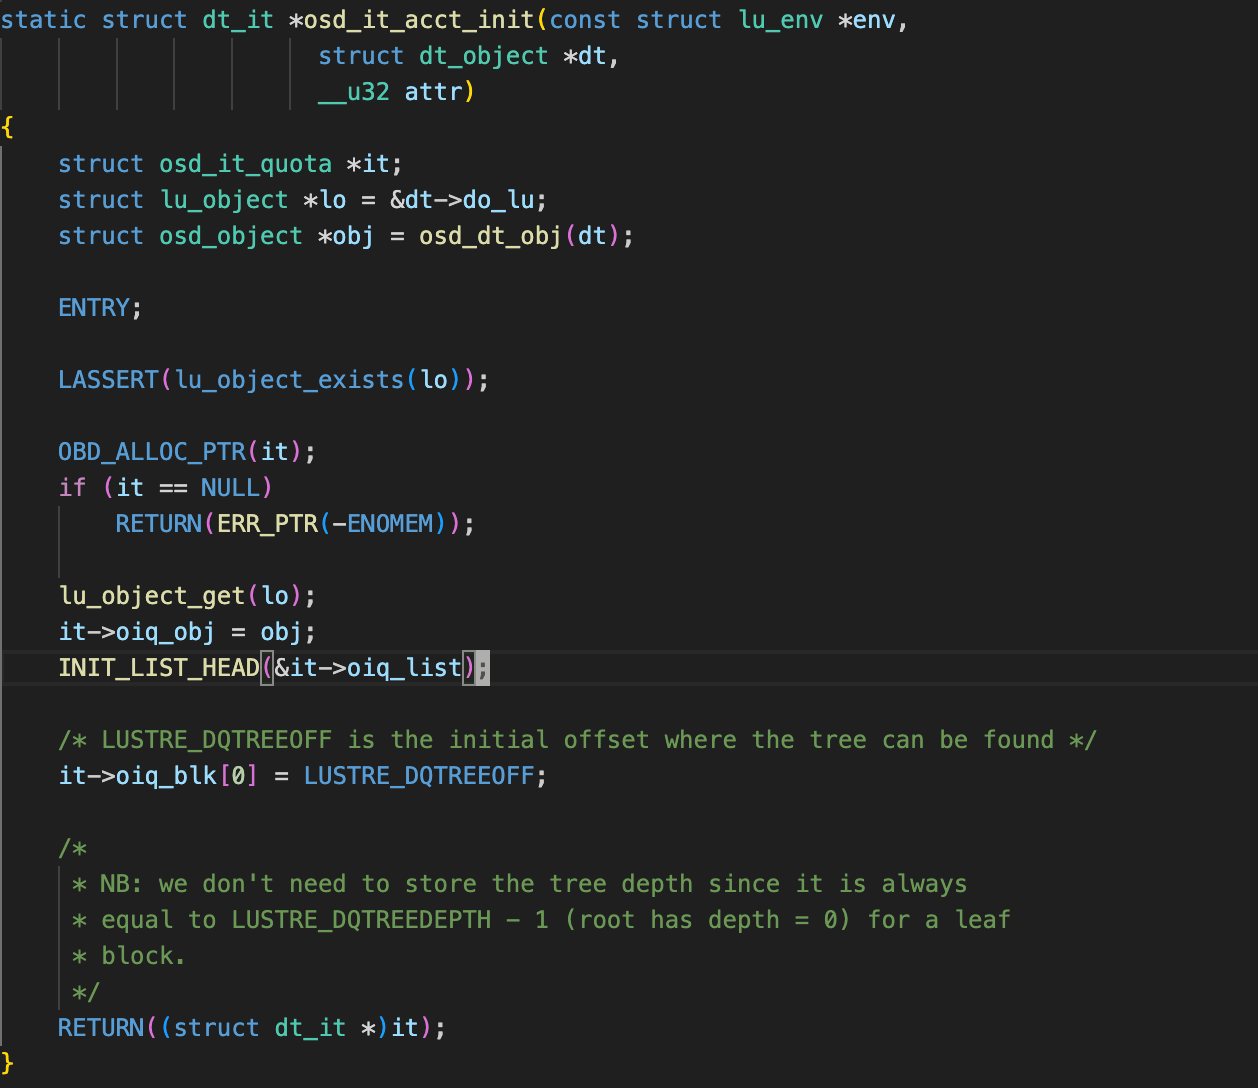 static struct dt_it *osd_it_acct_init(const struct lu_env *env,
                                      struct dt_object *dt,
                                      __u32 attr)
{
    struct osd_it_quota *it;
    struct lu_object *lo = &dt->do_lu;
    struct osd_object *obj = osd_dt_obj(dt);

    ENTRY;

    LASSERT(lu_object_exists(lo));

    OBD_ALLOC_PTR(it);
    if (it == NULL)
        RETURN(ERR_PTR(-ENOMEM));

    lu_object_get(lo);
    it->oiq_obj = obj;
    INIT_LIST_HEAD(&it->oiq_list);

    /* LUSTRE_DQTREEOFF is the initial offset where the tree can be found */
    it->oiq_blk[0] = LUSTRE_DQTREEOFF;

    /*
     * NB: we don't need to store the tree depth since it is always
     * equal to LUSTRE_DQTREEDEPTH - 1 (root has depth = 0) for a leaf
     * block.
     */
    RETURN((struct dt_it *)it);
}